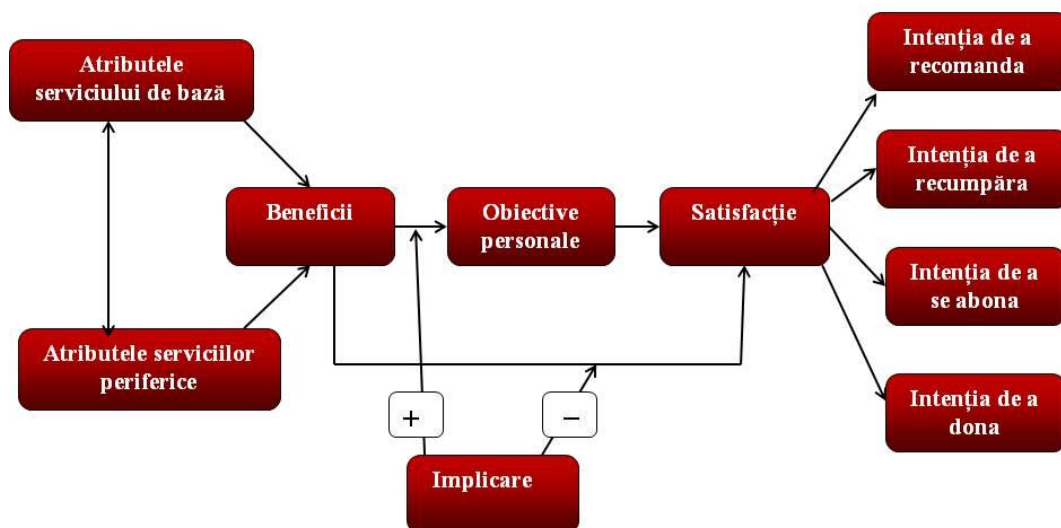 Atributele
serviciului de bază
Atributele serviciilor
periferice
Beneficii
Obiective
personale
Satisfacție
Implicare
+
−
Intenția de a
recomanda
Intenția de a
recumpăra
Intenția de a
se abona
Intenția de a
dona